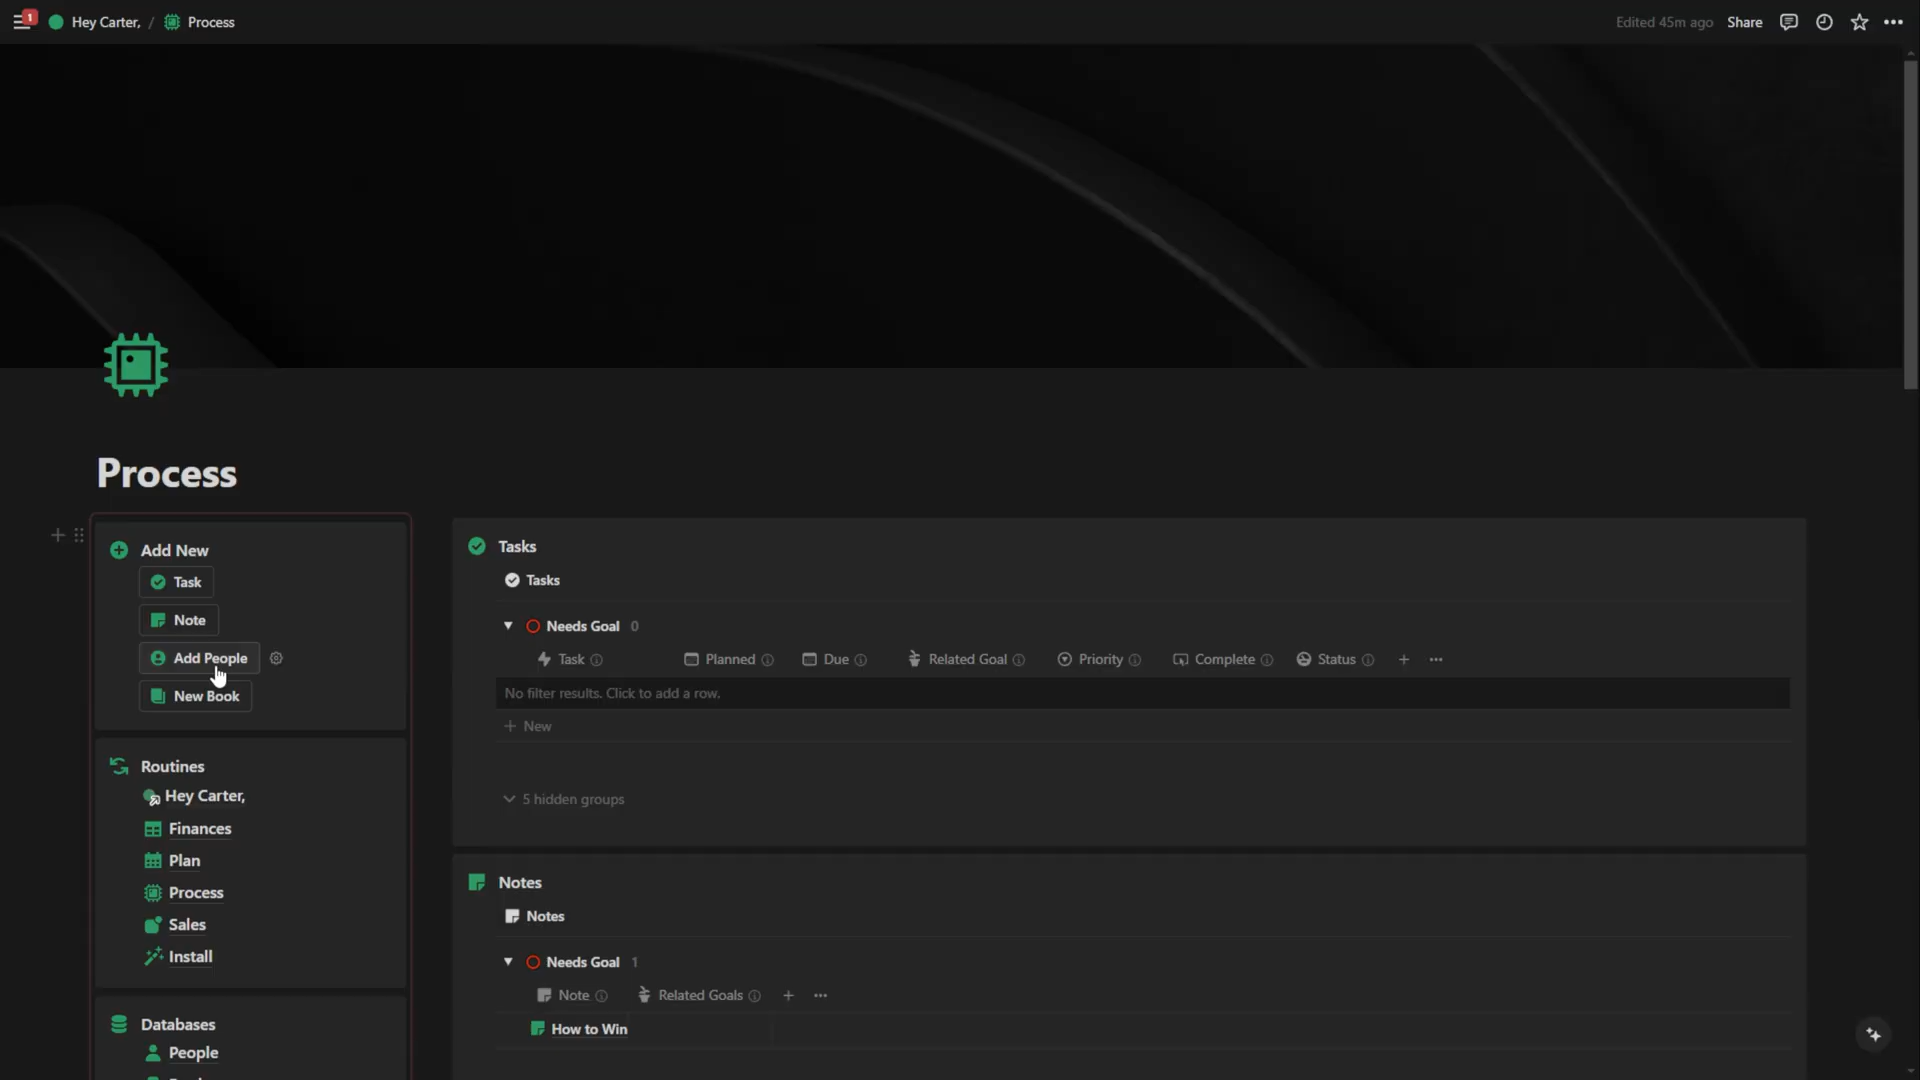 1
Hey Carter, / Process
Edited 45m ago Share
Process
Add New
Task
Note
Add People
New Book
Routines
Hey Carter,
Finances
Plan
Process
Sales
Install
Databases
People
Tasks
Tasks
Needs Goal 0
Task Planned Due Related Goal Priority Complete Status
No filter results. Click to add a row.
New
5 hidden groups
Notes
Notes
Needs Goal 1
Note Related Goals
How to Win